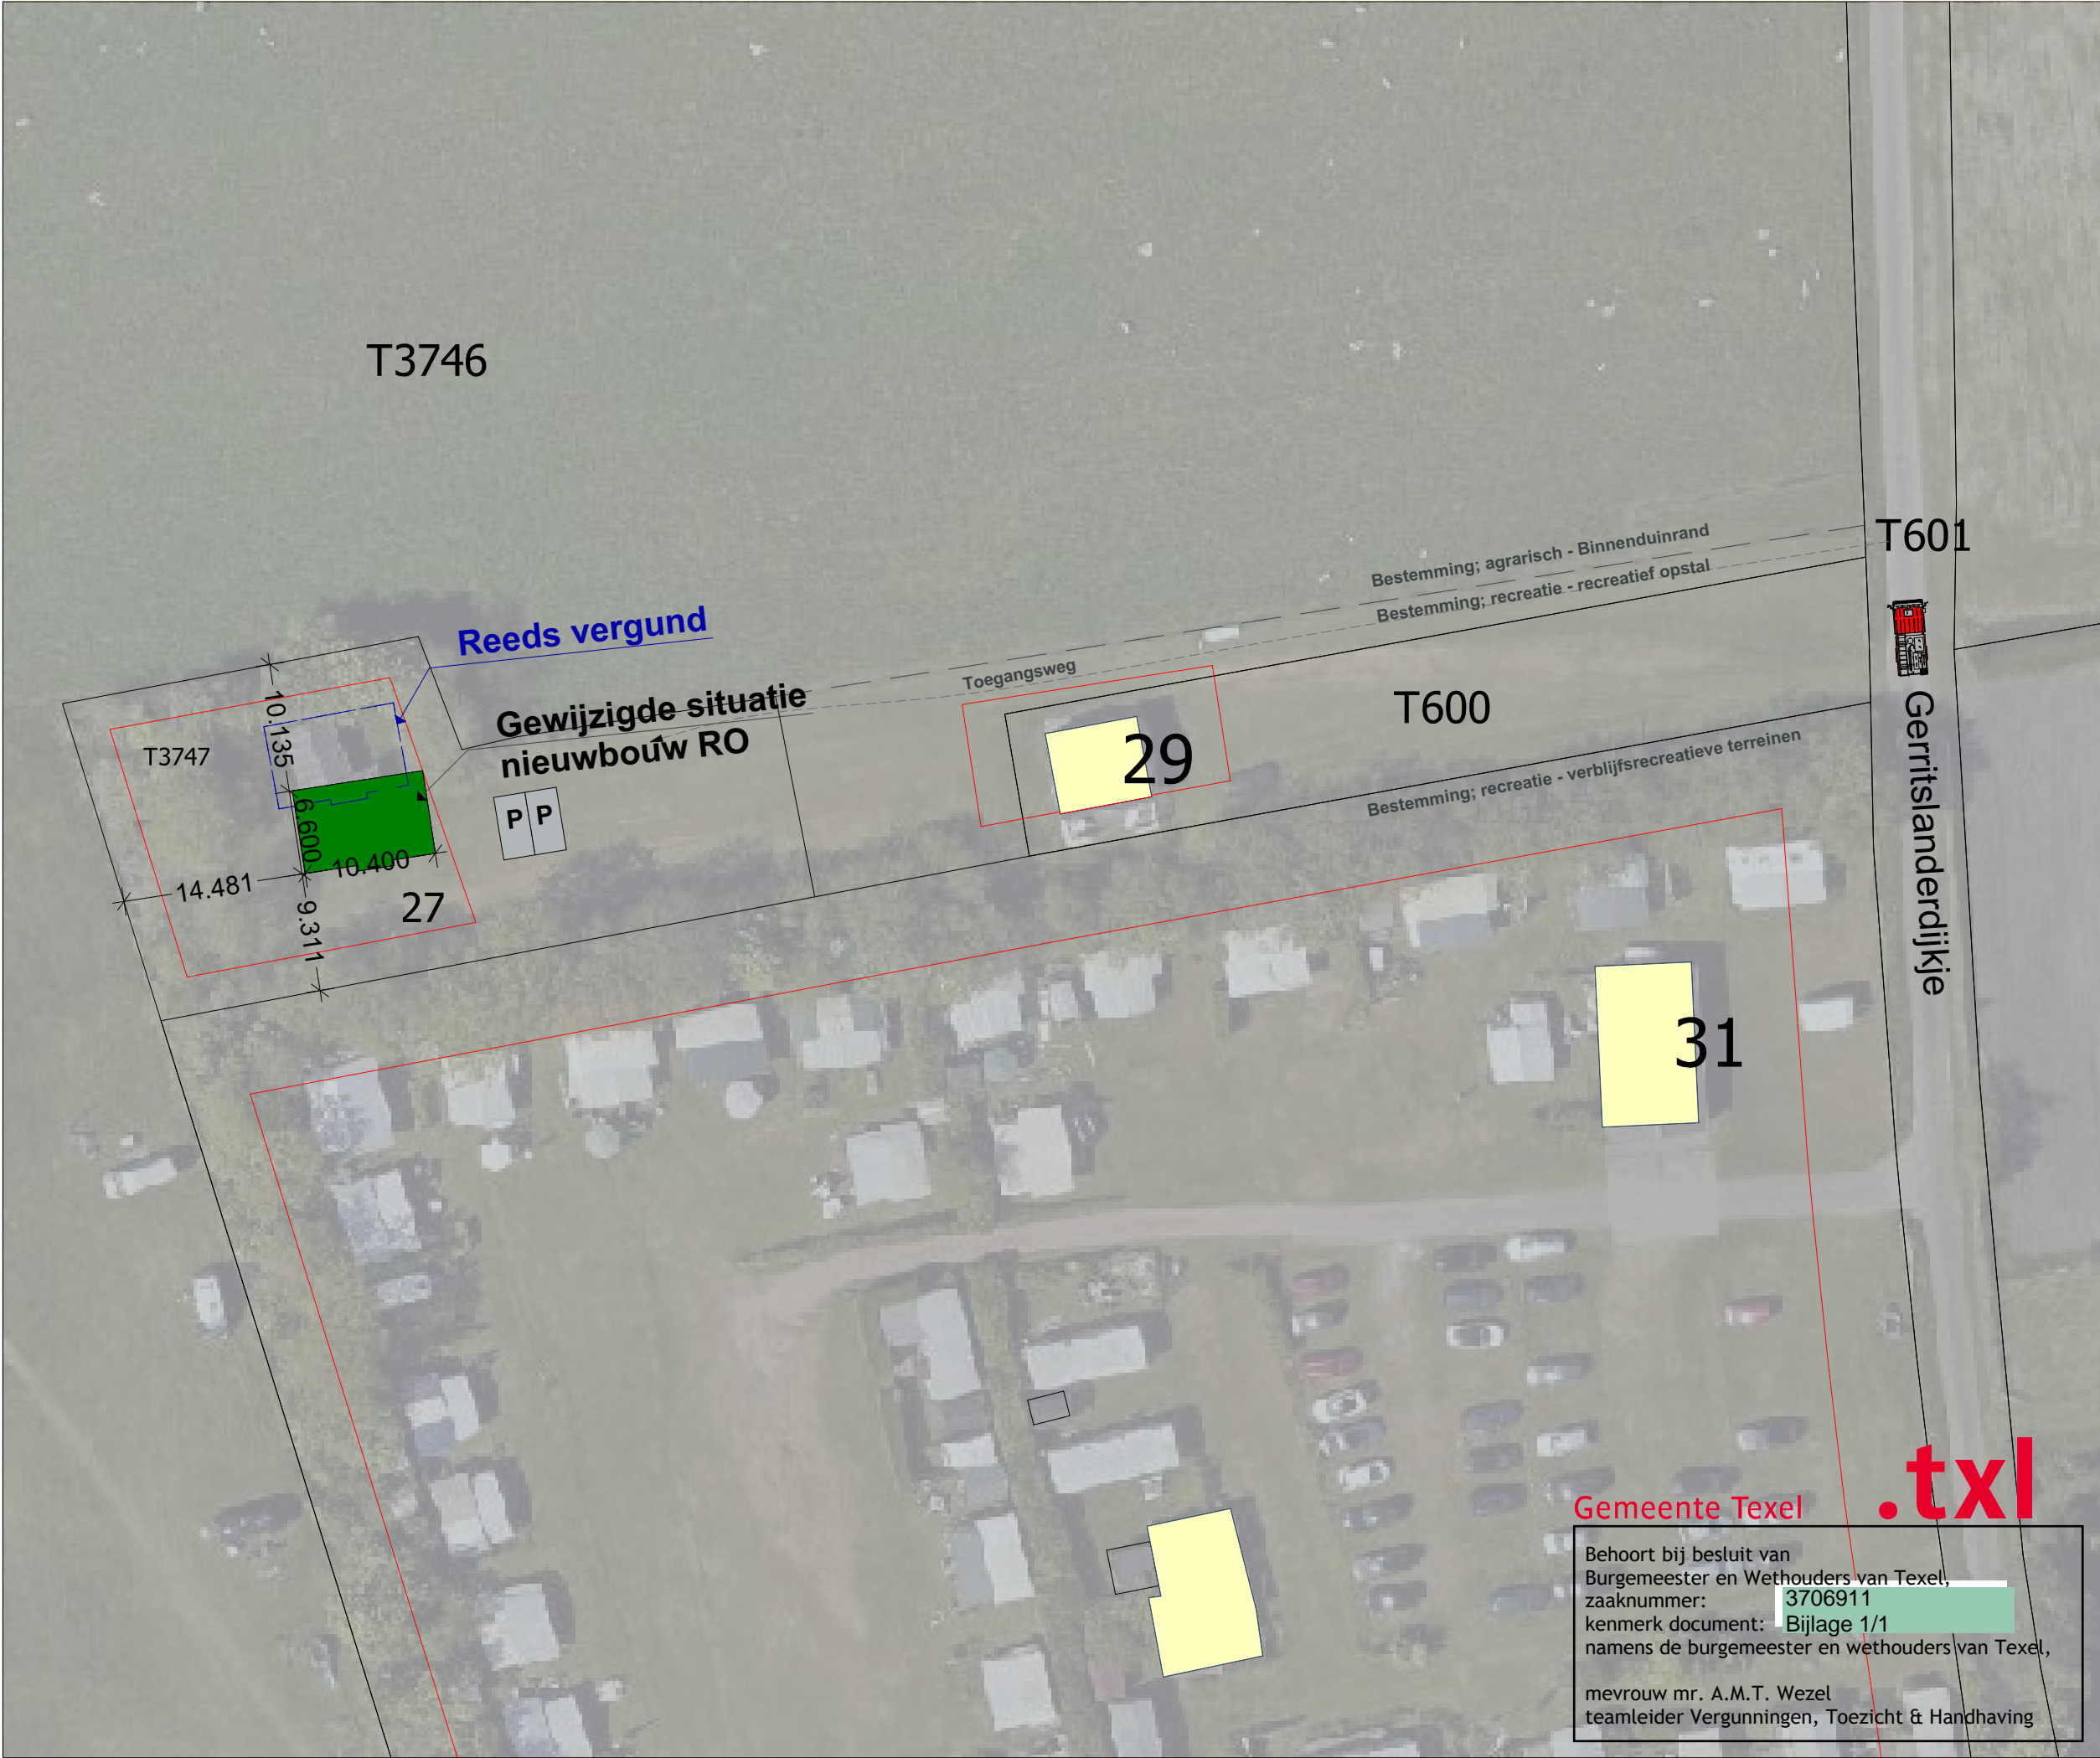 T3746
Bestemming; agrarisch - Binnenduinrand
Bestemming; recreatie - recreatief opstal
T601
Reeds vergund
Toegangsweg
Gewijzigde situatie
nieuwbouw RO
T600
T3747
10.135
29
Bestemming; recreatie - verblijfsrecreatieve terreinen
Gerritslanderdijkje
P P
6.600
10.400
14.481
27
9.311
31
.txl
Gemeente Texel
Behoort bij besluit van
Burgemeester en Wethouders van Texel,
zaaknummer: 3706911
kenmerk document: Bijlage 1/1
namens de burgemeester en wethouders van Texel,
mevrouw mr. A.M.T. Wezel
teamleider Vergunningen, Toezicht & Handhaving